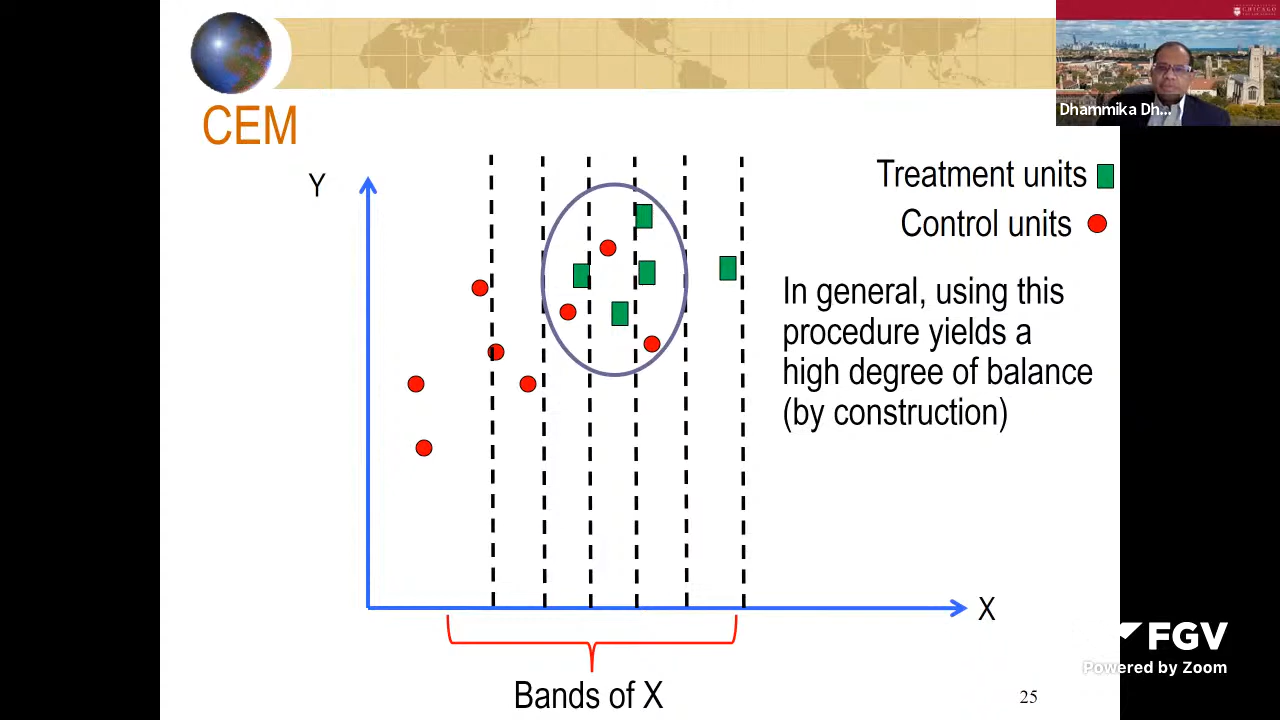 CHICAGO
Dhammika Dh...
CEM
Y
Treatment units
Control units
In general, using this
procedure yields a
high degree of balance
(by construction)
X
Bands of X
25
FGV
Powered by Zoom